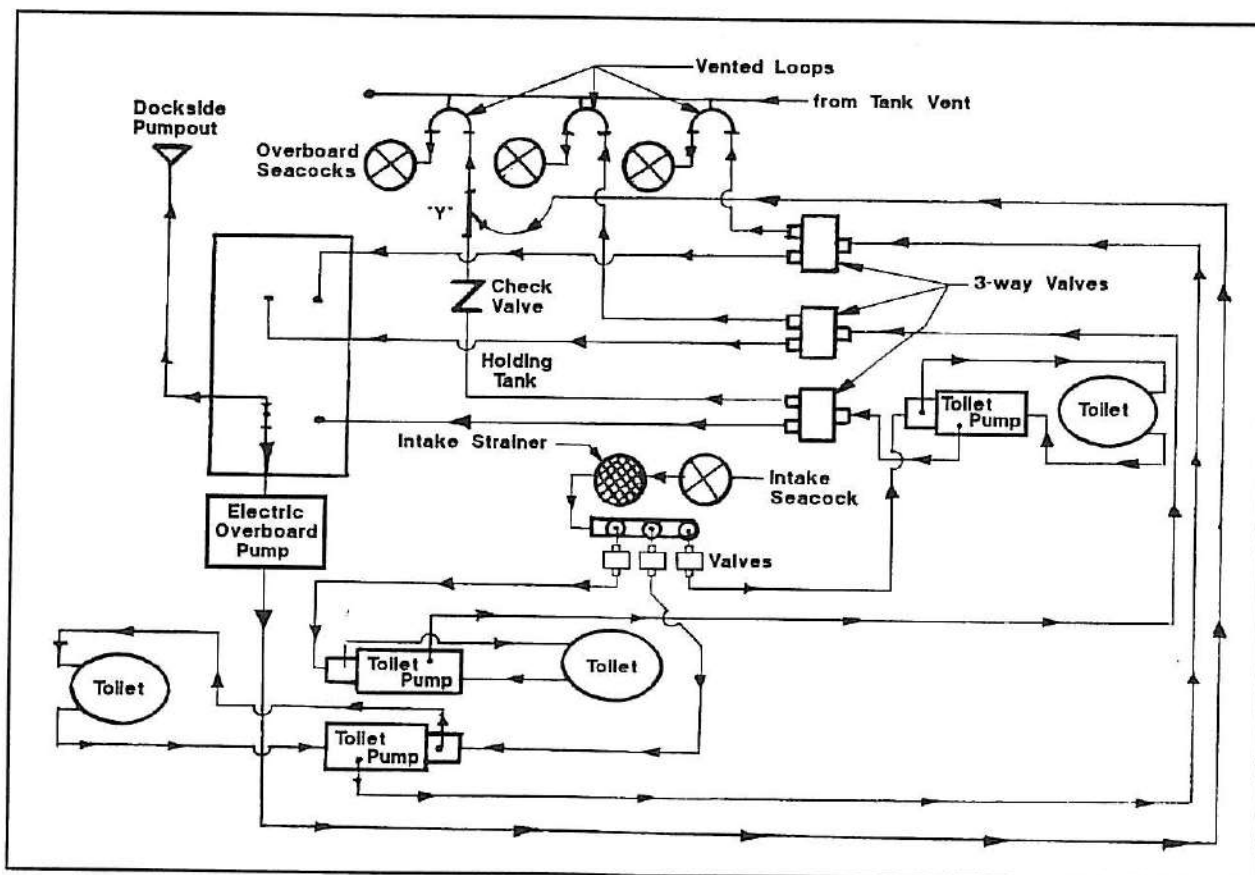 Vented Loops
from Tank Vent
Dockside
Pumpout
Overboard
Seacocks
"Y"
Check
Valve
3-way Valves
Holding
Tank
Toilet
Pump
Toilet
Intake Strainer
Intake
Seacock
Electric
Overboard
Pump
Valves
Toilet
Pump
Toilet
Toilet
Toilet
Pump